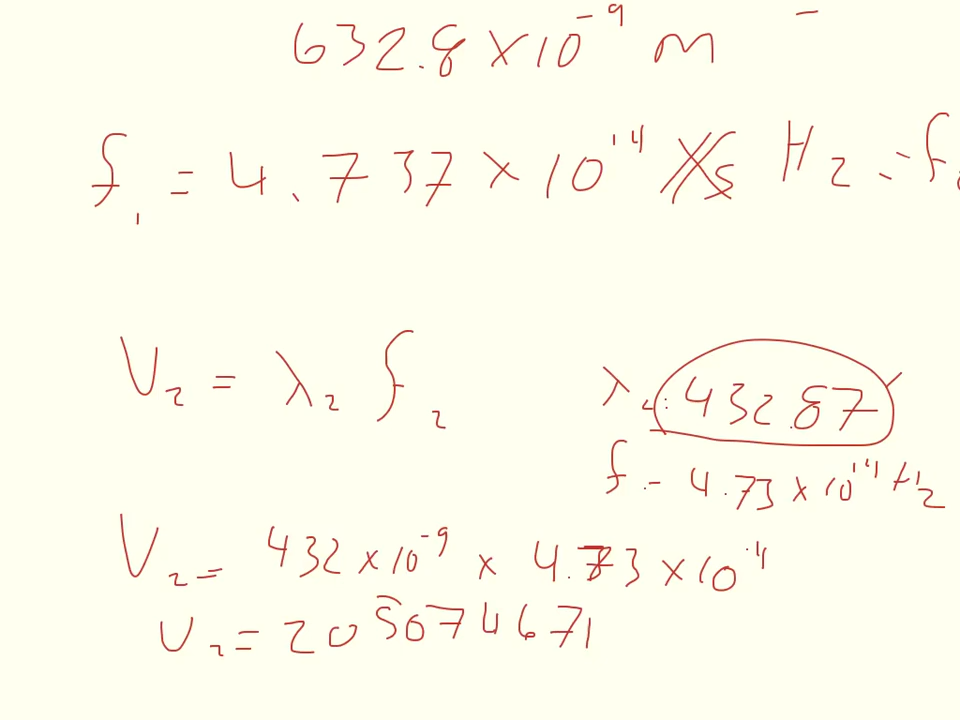 632.8 × 10⁻⁹ m
f₁ = 4.737 × 10¹⁴ Hz = f
V₂ = λ₂ f₂
λ₂: 432.87
f = 4.73 × 10¹⁴ Hz
V₂ = 432 × 10⁻⁹ × 4.73 × 10¹⁴
V₂ = 205074671